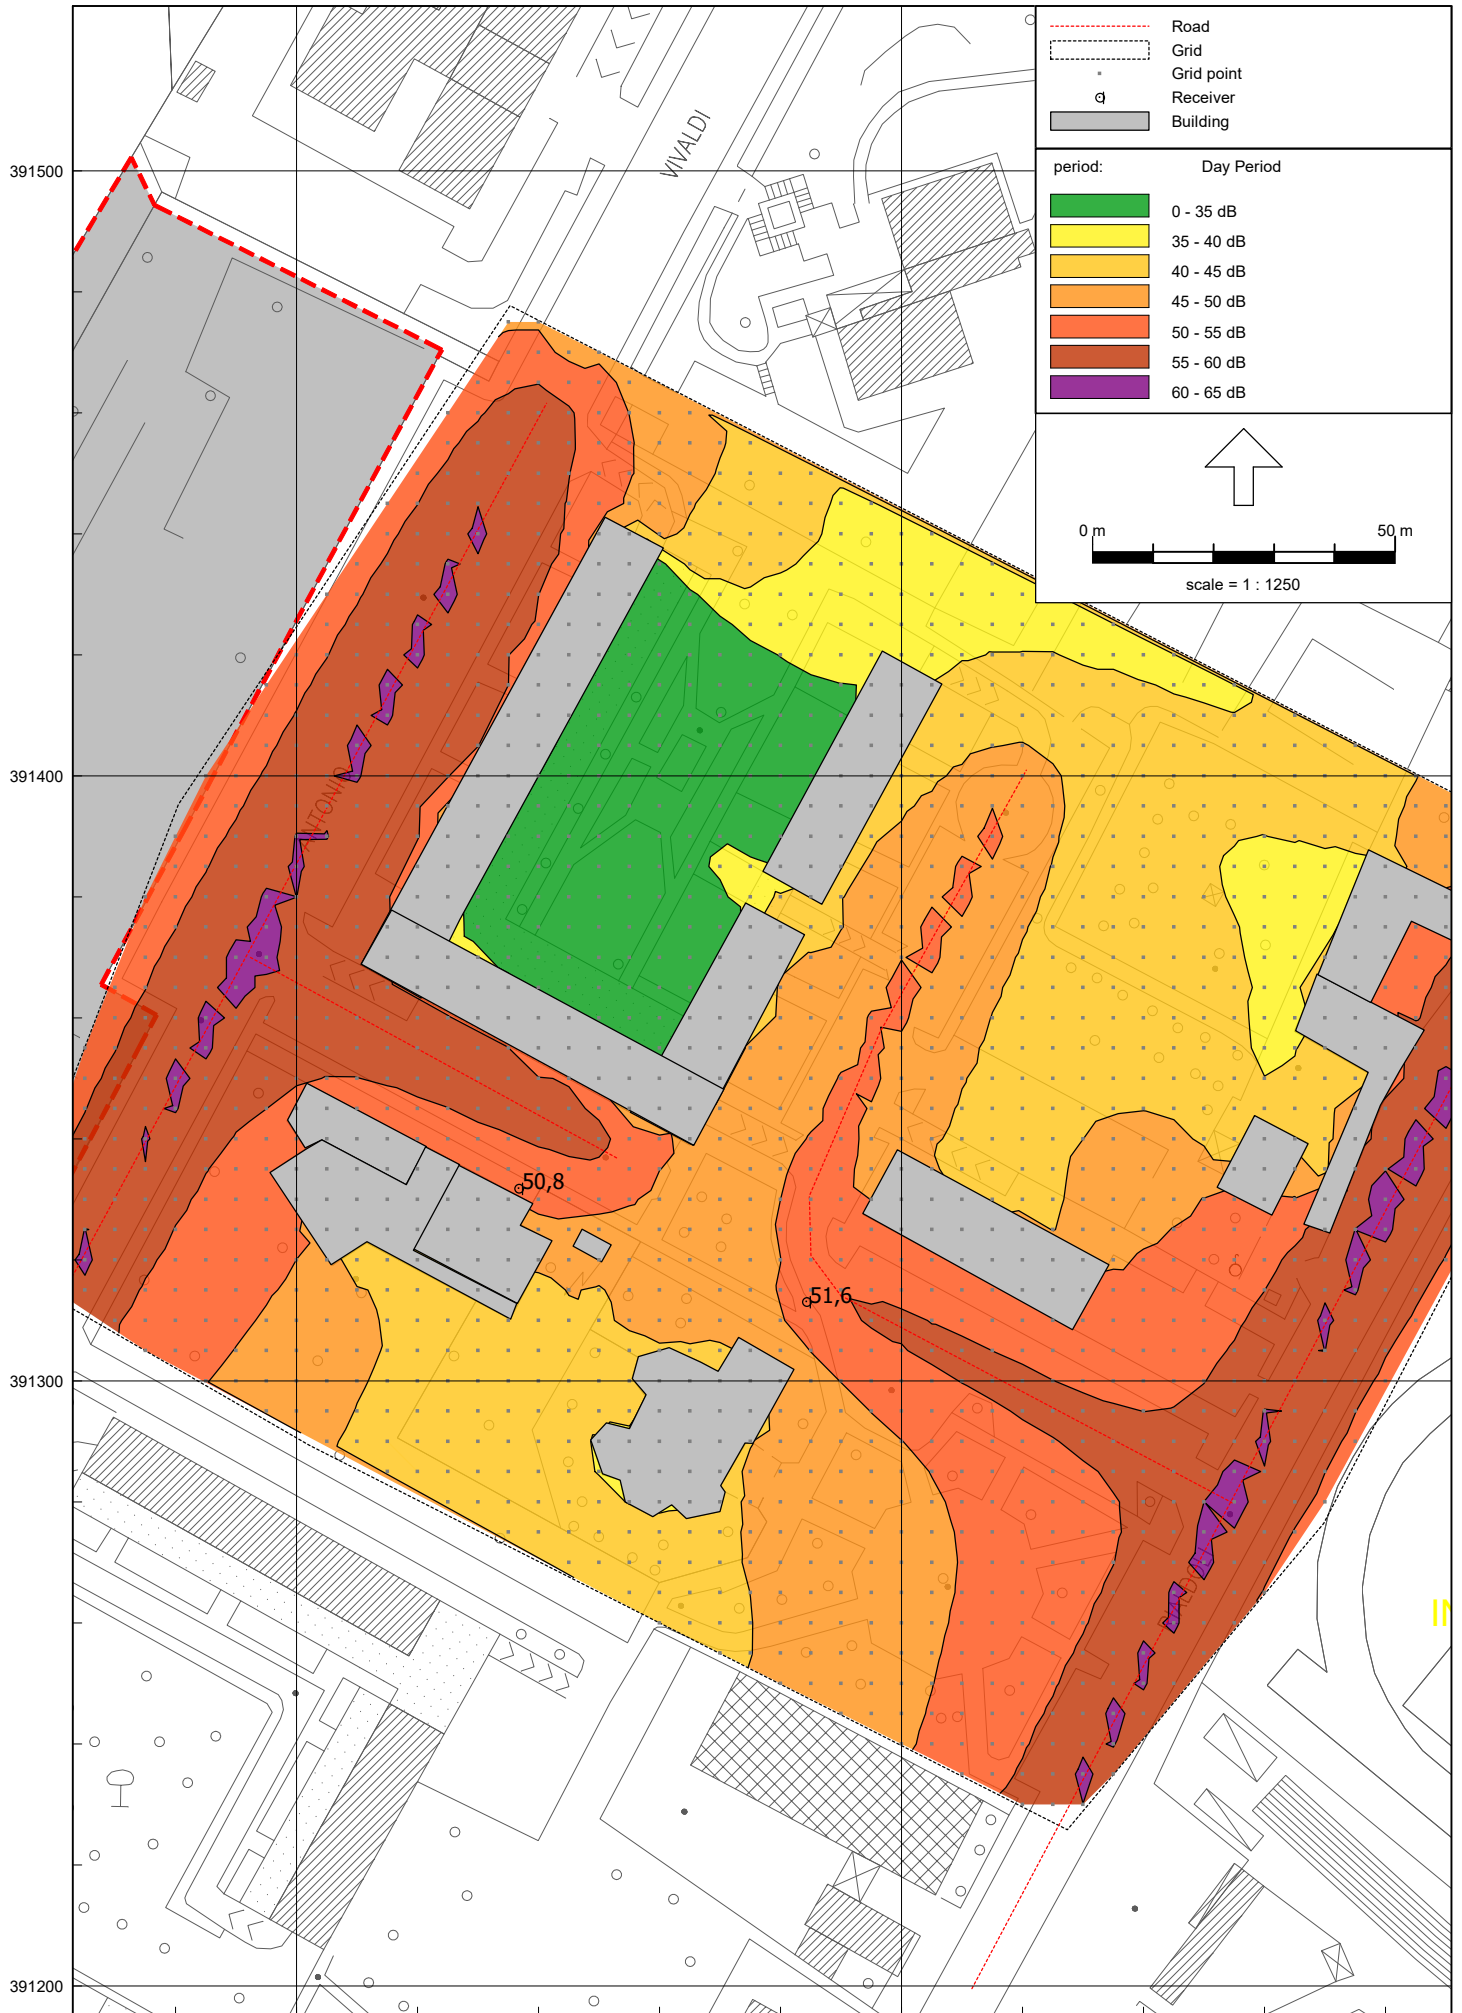 Road
Grid
Grid point
Receiver
Building
period: Day Period
0 - 35 dB
35 - 40 dB
40 - 45 dB
45 - 50 dB
50 - 55 dB
55 - 60 dB
60 - 65 dB
0 m 50 m
scale = 1 : 1250
VIVALDI
391500
391400
ANTONIO
50,8
51,6
391300
IN
391200